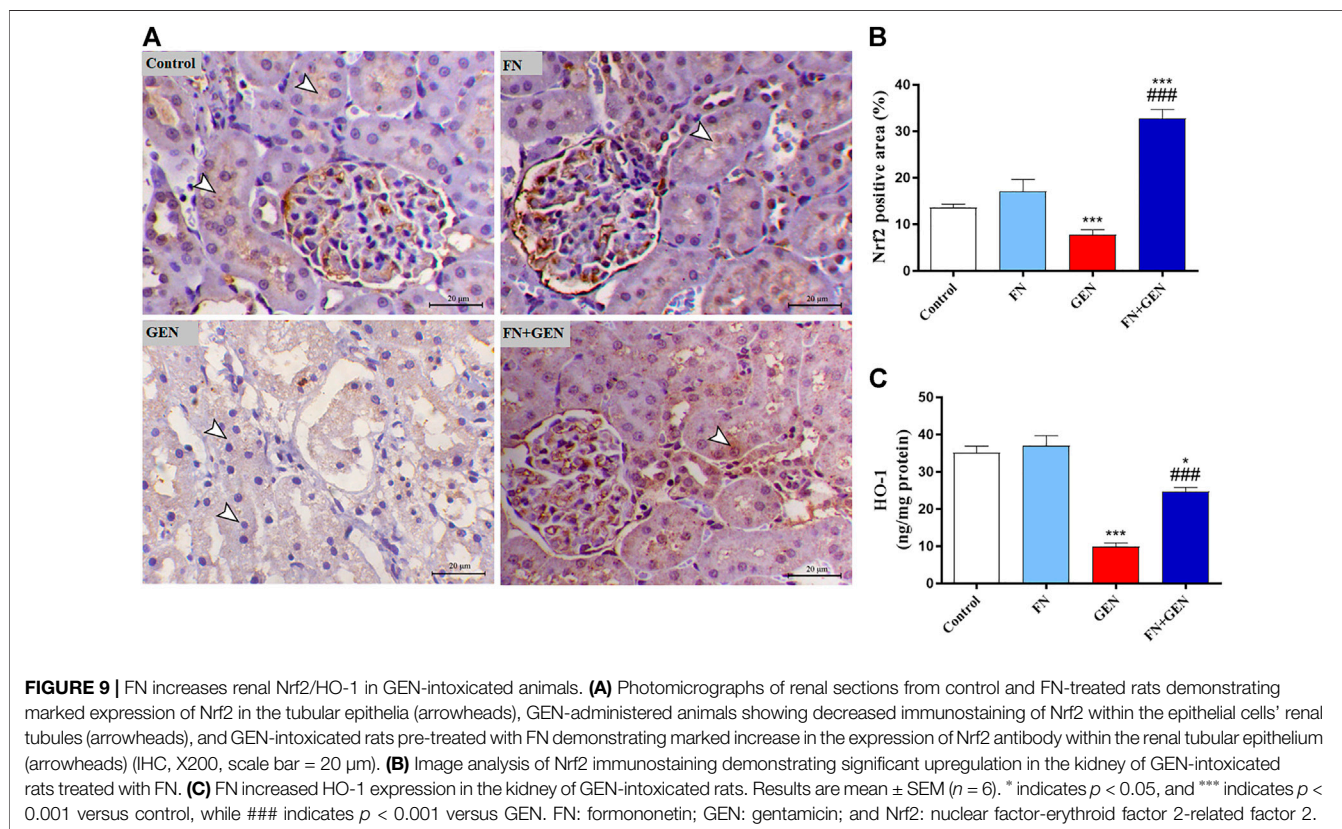 A
Control
FN
20 μm
20 μm
GEN
FN+GEN
20 μm
20 μm
B
Nrf2 positive area (%)
40
30
20
10
0
***
***
###
Control
FN
GEN
FN+GEN
C
HO-1
(ng/mg protein)
50
40
30
20
10
0
***
*
###
Control
FN
GEN
FN+GEN
FIGURE 9 | FN increases renal Nrf2/HO-1 in GEN-intoxicated animals. (A) Photomicrographs of renal sections from control and FN-treated rats demonstrating
marked expression of Nrf2 in the tubular epithelia (arrowheads), GEN-administered animals showing decreased immunostaining of Nrf2 within the epithelial cells' renal
tubules (arrowheads), and GEN-intoxicated rats pre-treated with FN demonstrating marked increase in the expression of Nrf2 antibody within the renal tubular epithelium
(arrowheads) (IHC, X200, scale bar = 20 μm). (B) Image analysis of Nrf2 immunostaining demonstrating significant upregulation in the kidney of GEN-intoxicated
rats treated with FN. (C) FN increased HO-1 expression in the kidney of GEN-intoxicated rats. Results are mean ± SEM (n = 6). * indicates p < 0.05, and *** indicates p <
0.001 versus control, while ### indicates p < 0.001 versus GEN. FN: formononetin; GEN: gentamicin; and Nrf2: nuclear factor-erythroid factor 2-related factor 2.